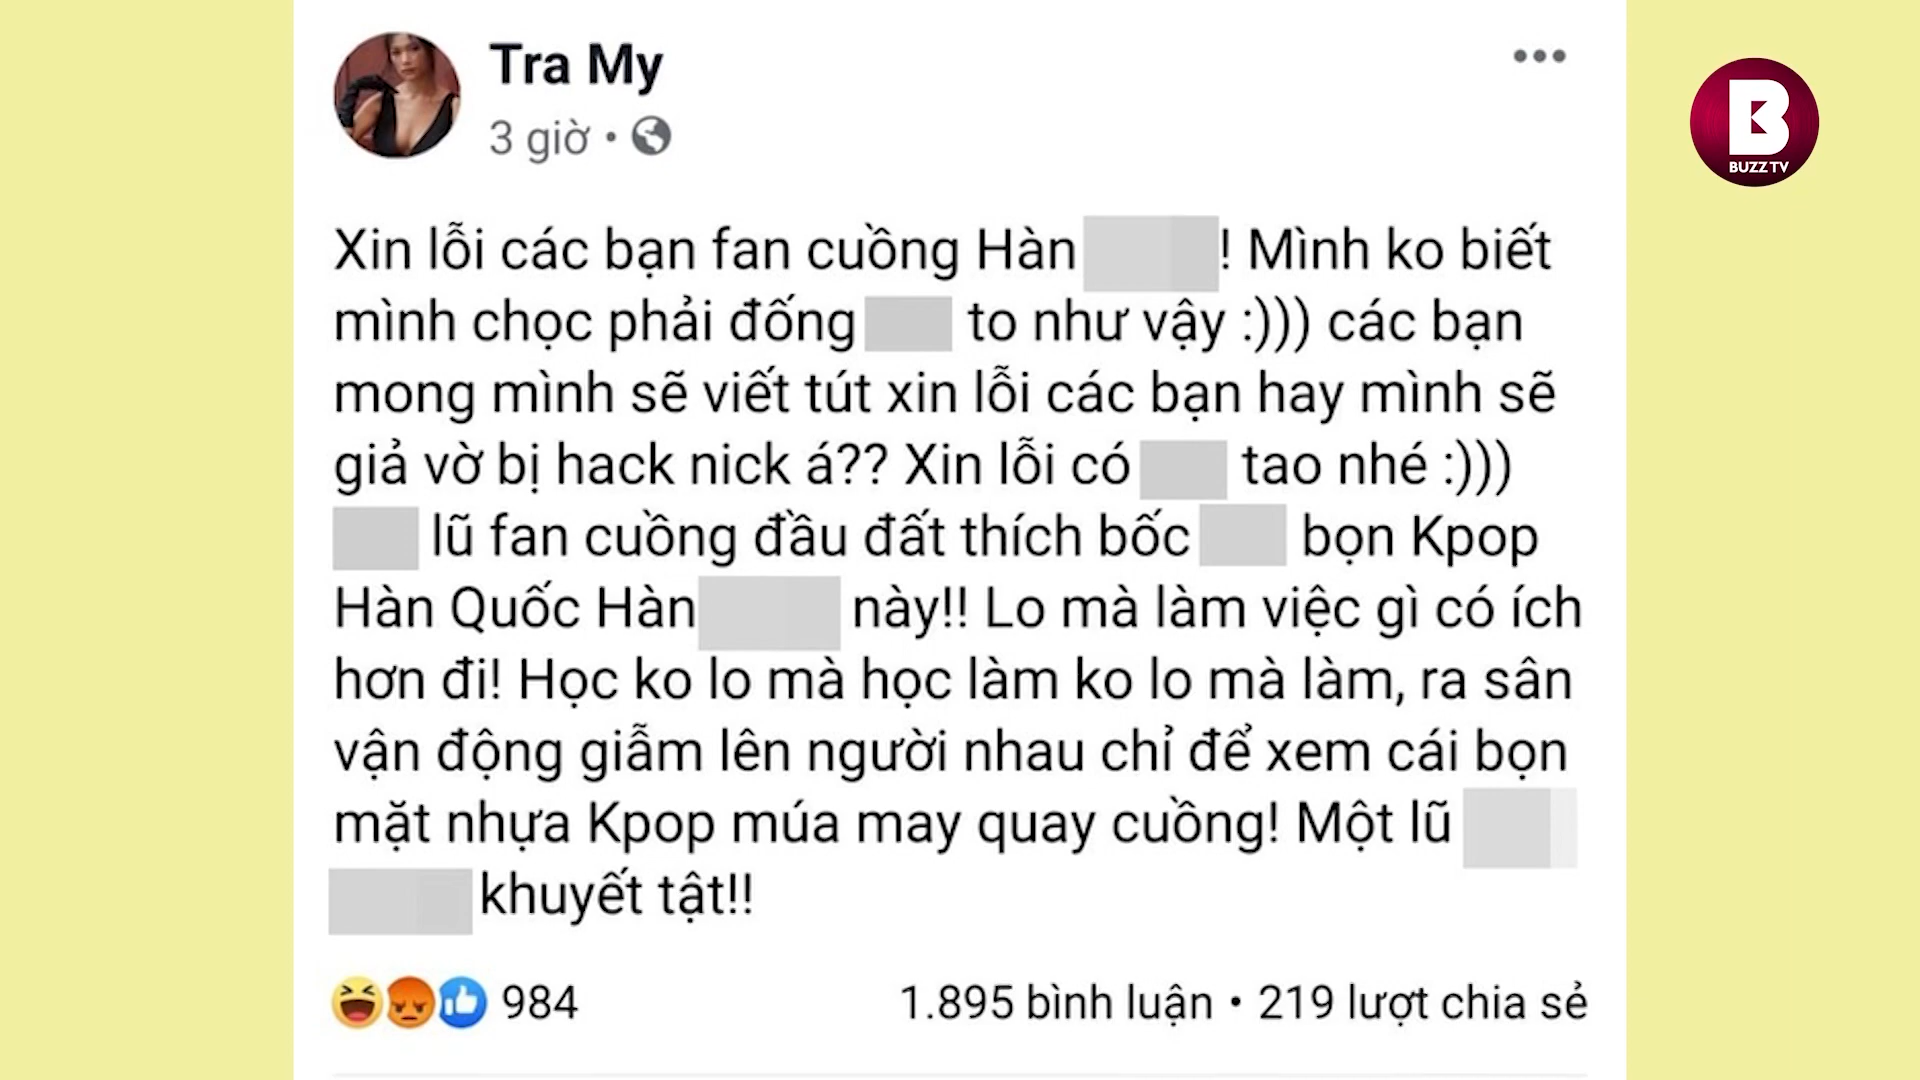 Tra My
3 giờ •
BUZZ TV
Xin lỗi các bạn fan cuồng Hàn ! Mình ko biết
mình chọc phải đống to như vậy :))) các bạn
mong mình sẽ viết tút xin lỗi các bạn hay mình sẽ
giả vờ bị hack nick á?? Xin lỗi có tao nhé :)))
lũ fan cuồng đầu đất thích bốc bọn Kpop
Hàn Quốc Hàn này!! Lo mà làm việc gì có ích
hơn đi! Học ko lo mà học làm ko lo mà làm, ra sân
vận động giẫm lên người nhau chỉ để xem cái bọn
mặt nhựa Kpop múa may quay cuồng! Một lũ
khuyết tật!!
984
1.895 bình luận • 219 lượt chia sẻ